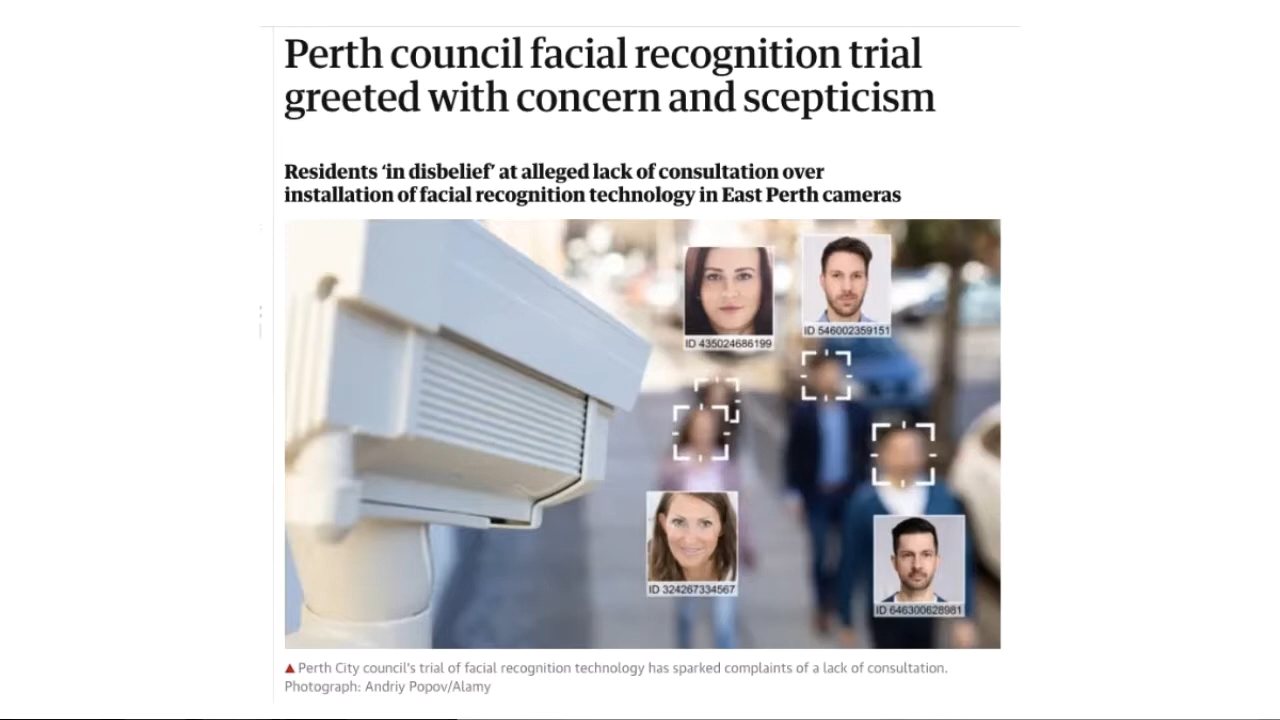 Perth council facial recognition trial
greeted with concern and scepticism
Residents ‘in disbelief’ at alleged lack of consultation over
installation of facial recognition technology in East Perth cameras
ID 435024686199
ID 546002359151
ID 324267334567
ID 646300628981
▲ Perth City council's trial of facial recognition technology has sparked complaints of a lack of consultation.
Photograph: Andriy Popov/Alamy